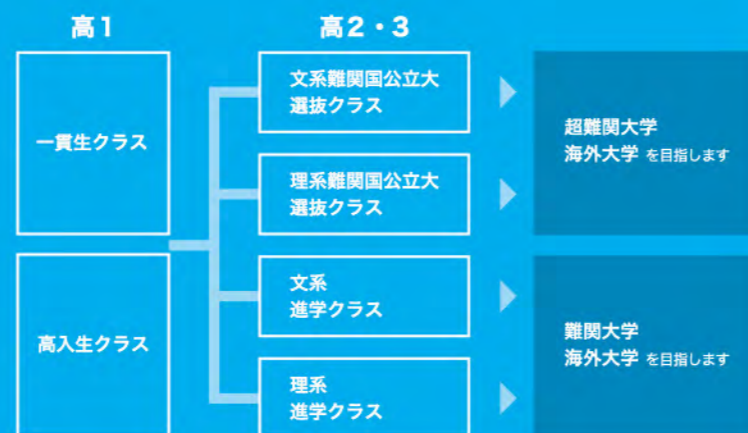 高1
高2・3
一貫生クラス
高入生クラス
文系難関国公立大
選抜クラス
理系難関国公立大
選抜クラス
文系
進学クラス
理系
進学クラス
超難関大学
海外大学 を目指します
難関大学
海外大学 を目指します